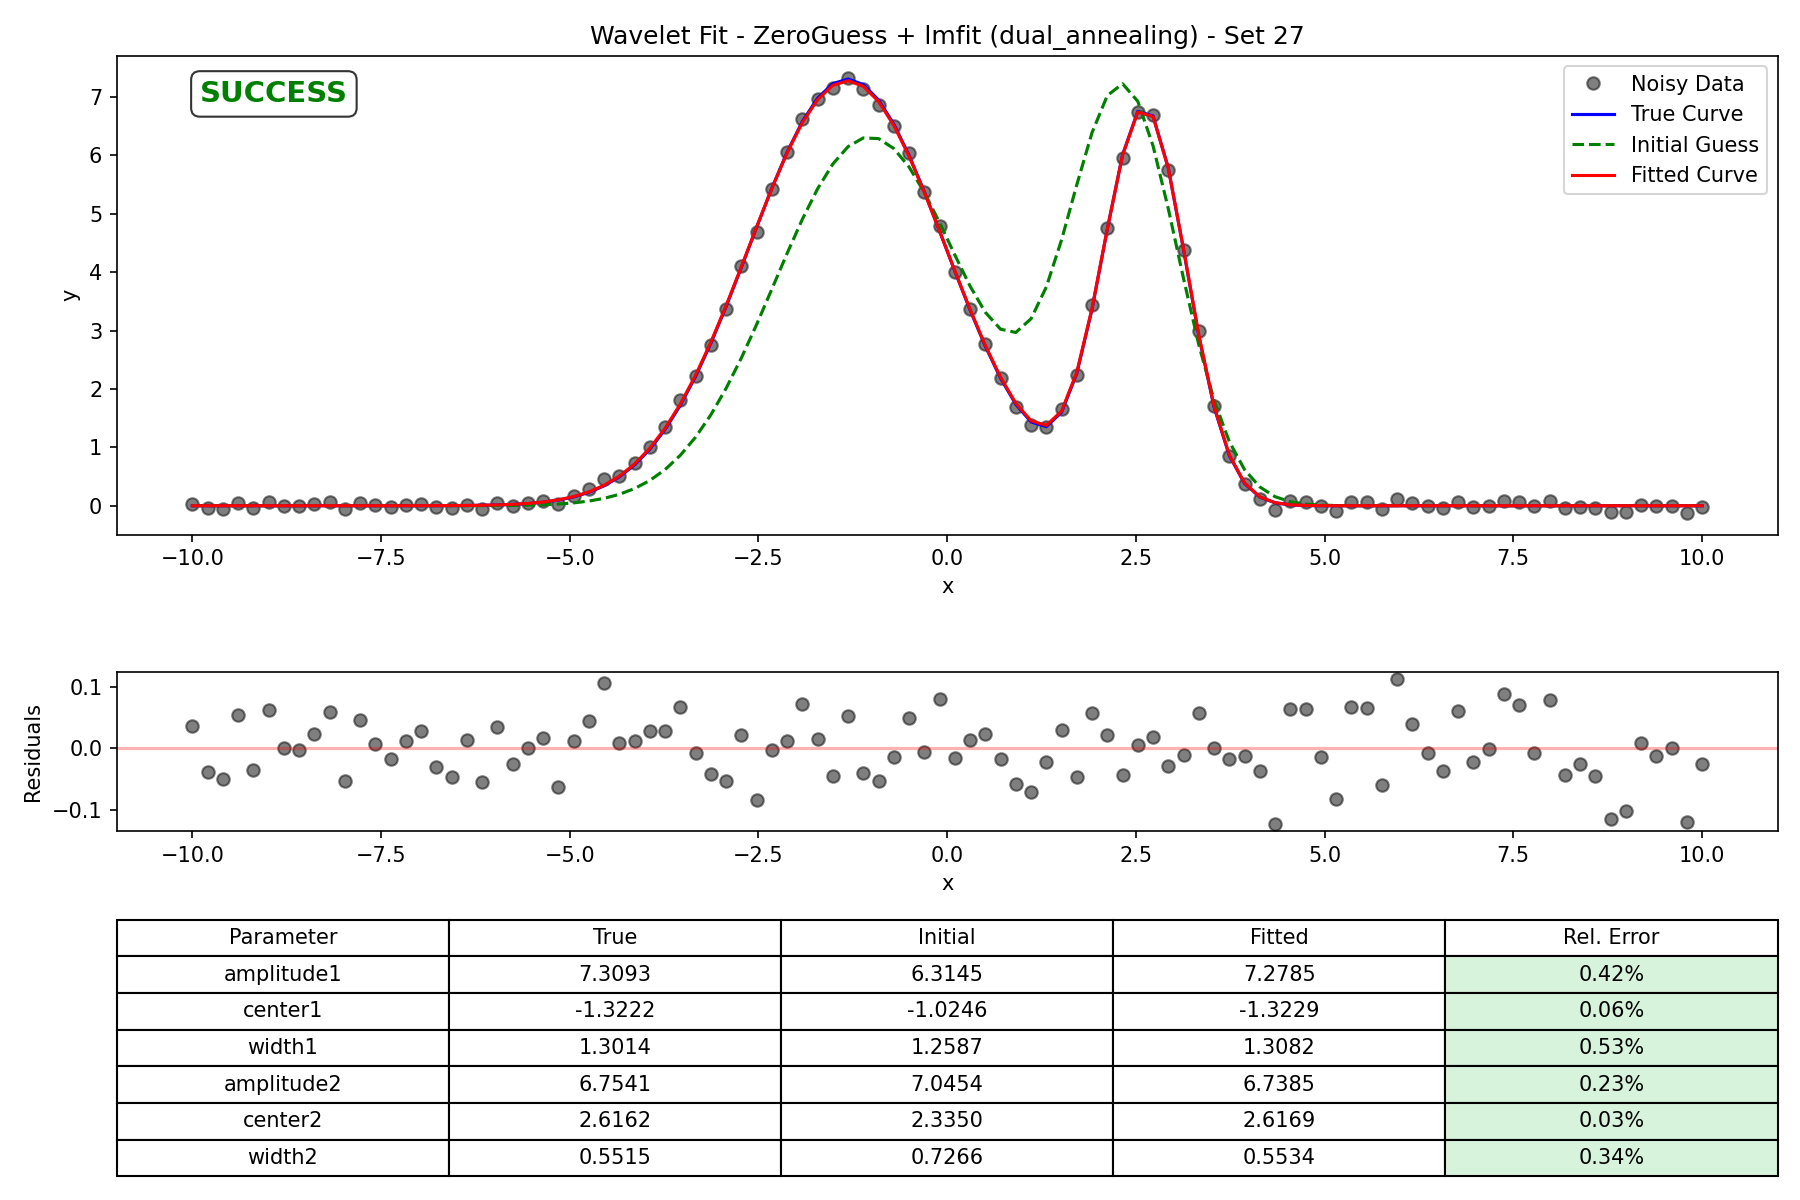 Wavelet Fit - ZeroGuess + lmfit (dual_annealing) - Set 27
SUCCESS
Noisy Data
True Curve
Initial Guess
Fitted Curve
y
7
6
5
4
3
2
1
0
−10.0 −7.5 −5.0 −2.5 0.0 2.5 5.0 7.5 10.0
x
Residuals
0.1
0.0
−0.1
−10.0 −7.5 −5.0 −2.5 0.0 2.5 5.0 7.5 10.0
x
Parameter True Initial Fitted Rel. Error
amplitude1 7.3093 6.3145 7.2785 0.42%
center1 -1.3222 -1.0246 -1.3229 0.06%
width1 1.3014 1.2587 1.3082 0.53%
amplitude2 6.7541 7.0454 6.7385 0.23%
center2 2.6162 2.3350 2.6169 0.03%
width2 0.5515 0.7266 0.5534 0.34%